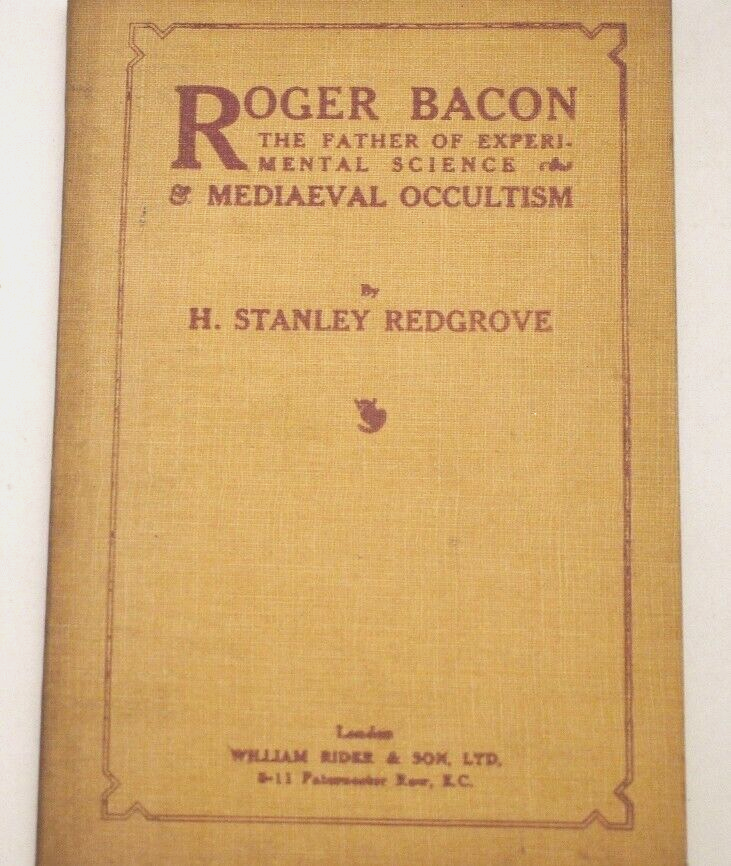 ROGER BACON
THE FATHER OF EXPERI-
MENTAL SCIENCE
& MEDIAEVAL OCCULTISM
By
H. STANLEY REDGROVE
London
WILLIAM RIDER & SON, LTD.
8-11 Paternoster Row, E.C.